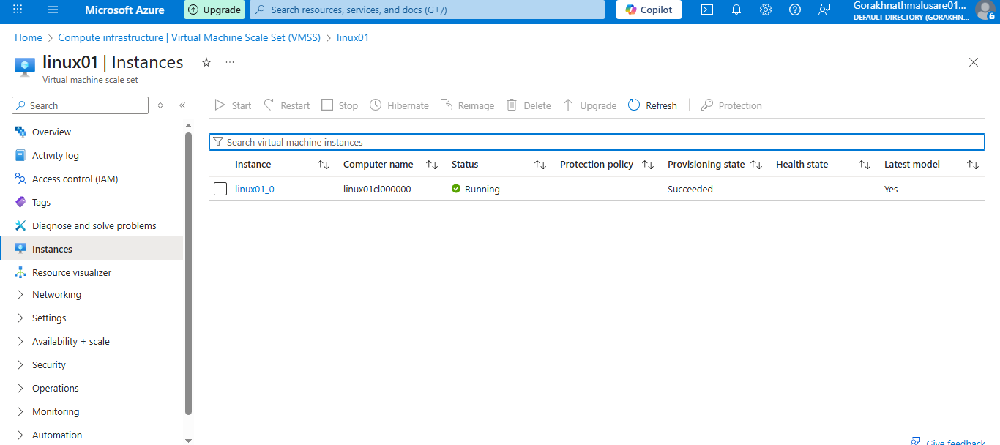 Microsoft Azure
Upgrade
Search resources, services, and docs (G+/)
Copilot
Gorakhnathmalusare01...
DEFAULT DIRECTORY (GORAKHN...
Home > Compute infrastructure | Virtual Machine Scale Set (VMSS) > linux01
linux01 | Instances
Virtual machine scale set
Search
Overview
Activity log
Access control (IAM)
Tags
Diagnose and solve problems
Instances
Resource visualizer
Networking
Settings
Availability + scale
Security
Operations
Monitoring
Automation
Start Restart Stop Hibernate Reimage Delete Upgrade Refresh Protection
Search virtual machine instances
Instance Computer name Status Protection policy Provisioning state Health state Latest model
linux01_0 linux01cl000000 Running Succeeded Yes
Give feedback